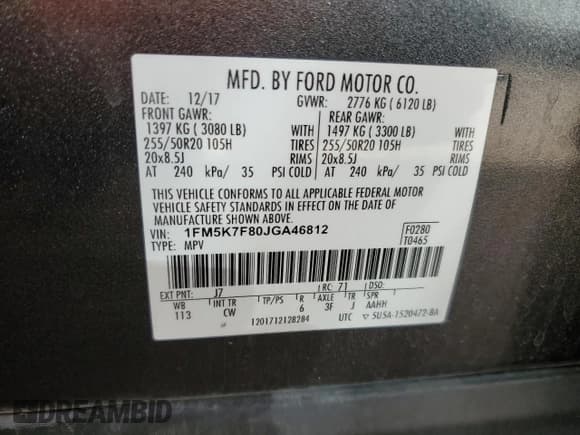 MFD. BY FORD MOTOR CO.
DATE: 12/17 GVWR: 2776 KG ( 6120 LB)
FRONT GAWR: REAR GAWR:
1397 KG ( 3080 LB) WITH 1497 KG ( 3300 LB) WITH
255/50R20 105H TIRES 255/50R20 105H TIRES
20x8.5J RIMS 20x8.5J RIMS
AT 240 kPa/ 35 PSI COLD AT 240 kPa/ 35 PSI COLD
THIS VEHICLE CONFORMS TO ALL APPLICABLE FEDERAL MOTOR
VEHICLE SAFETY STANDARDS IN EFFECT ON THE DATE OF
MANUFACTURE SHOWN ABOVE.
VIN: 1FM5K7F80JGA46812 F0280
TYPE: MPV T0465
EXT PNT: J7 RC: 71 DSO:
WB INT TR TP/PS R AXLE TR SPR
113 CW 6 3F J AAHH
1201712128284 UTC ▽ 5U5A-1520472-BA
DREAMBID